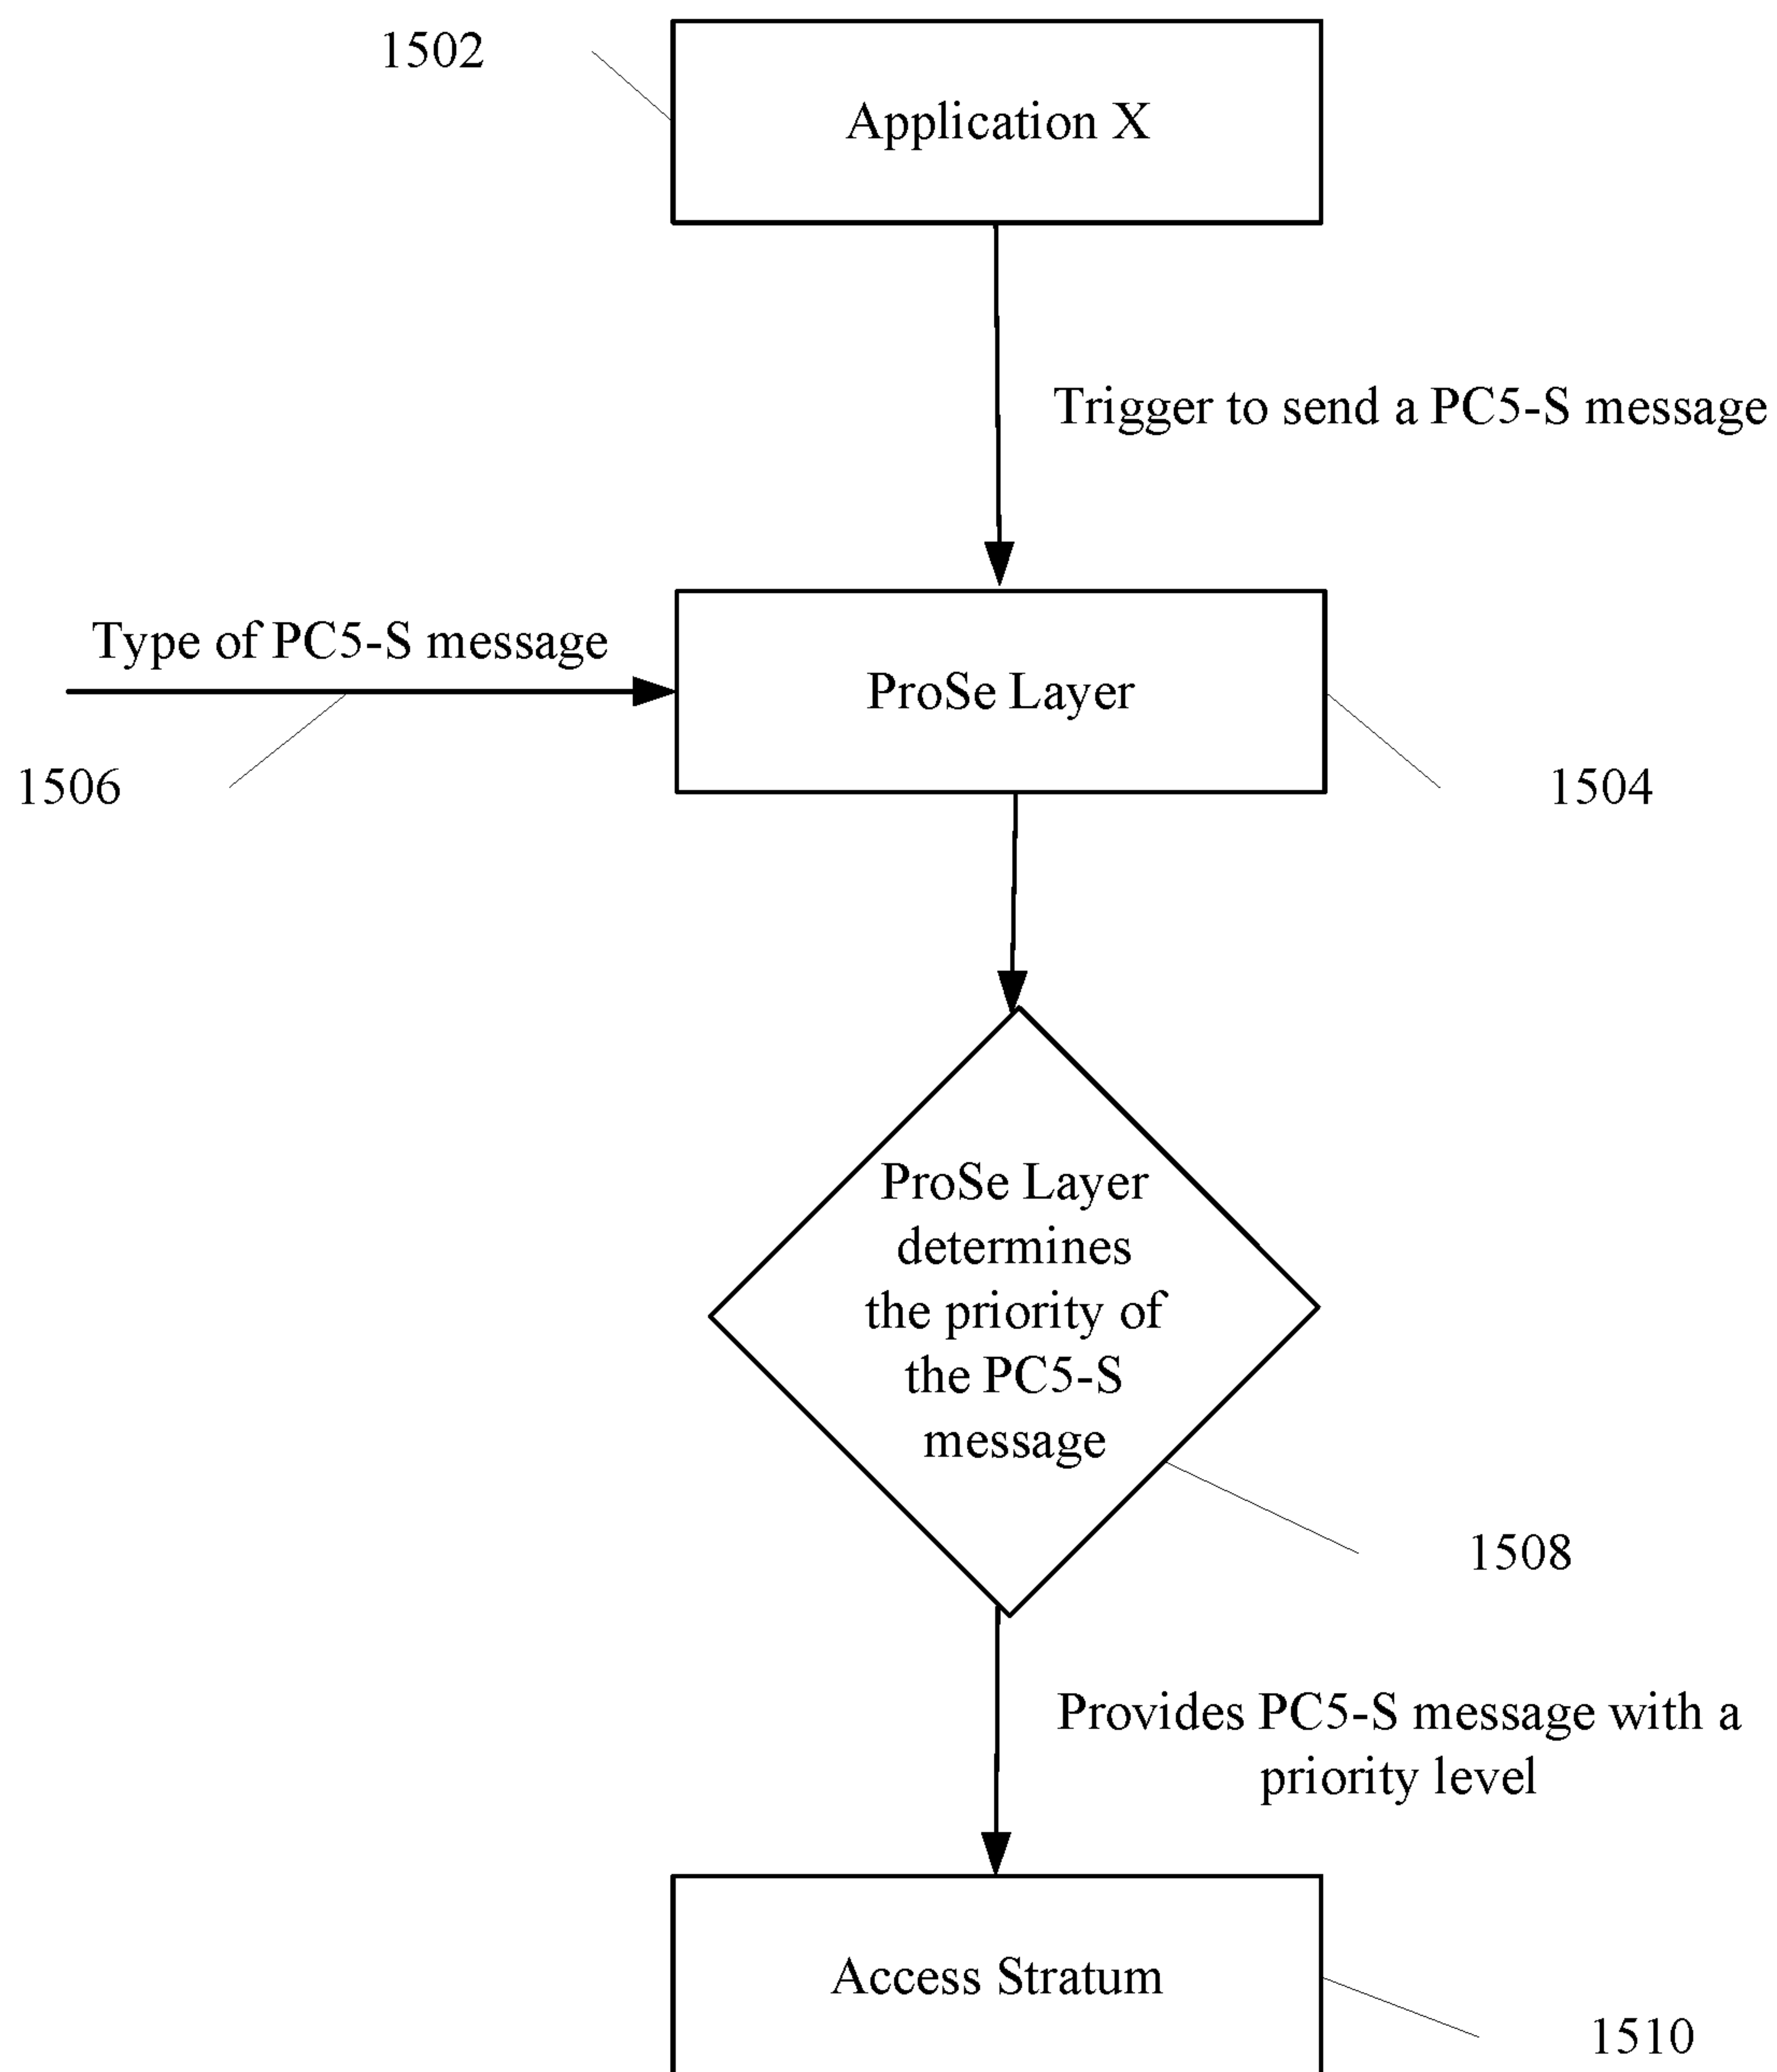 1502
Application X
Trigger to send a PC5-S message
Type of PC5-S message
ProSe Layer
1506
1504
ProSe Layer
determines
the priority of
the PC5-S
message
1508
Provides PC5-S message with a
priority level
Access Stratum
1510